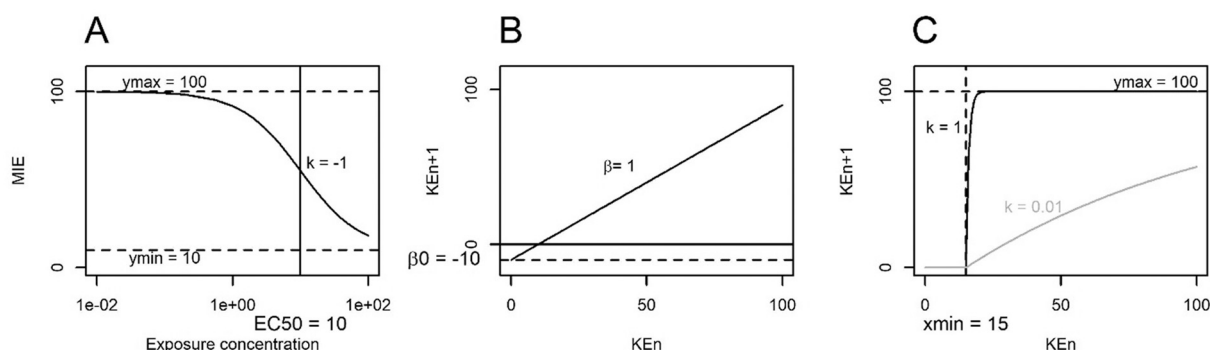 A
MIE
100
0
ymax = 100
k = -1
ymin = 10
1e-02
1e+00
1e+02
EC50 = 10
Exposure concentration
B
KEn+1
100
0
β= 1
β0 = -10
0
50
100
KEn
C
KEn+1
100
0
ymax = 100
k = 1
k = 0.01
0
50
100
xmin = 15
KEn